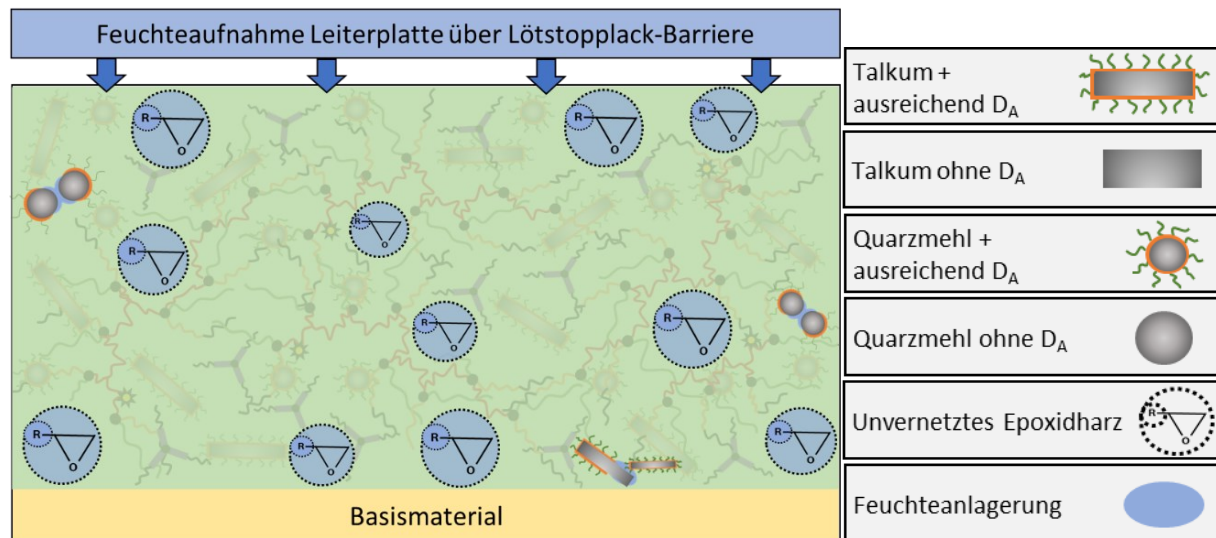 Feuchteaufnahme Leiterplatte über Lötstopplack-Barriere
R
O
R
O
R
O
R
O
R
O
R
O
R
O
R
O
R
O
R
O
R
O
Basismaterial
Talkum +
ausreichend DA
Talkum ohne DA
Quarzmehl +
ausreichend DA
Quarzmehl ohne DA
Unvernetztes Epoxidharz
R
O
Feuchteanlagerung